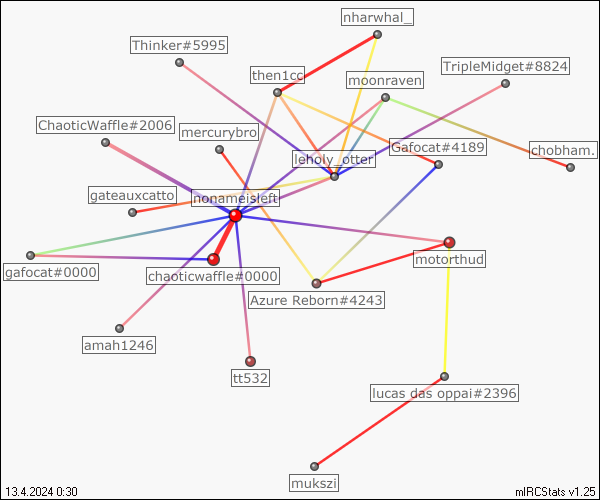 nharwhal_
Thinker#5995
then1cc
moonraven
TripleMidget#8824
ChaoticWaffle#2006
mercurybro
leholy_otter
Gafocat#4189
chobham.
gateauxcatto
nonameisleft
gafocat#0000
chaoticwaffle#0000
motorthud
Azure Reborn#4243
amah1246
tt532
lucas das oppai#2396
mukszi
13.4.2024 0:30
mIRCStats v1.25